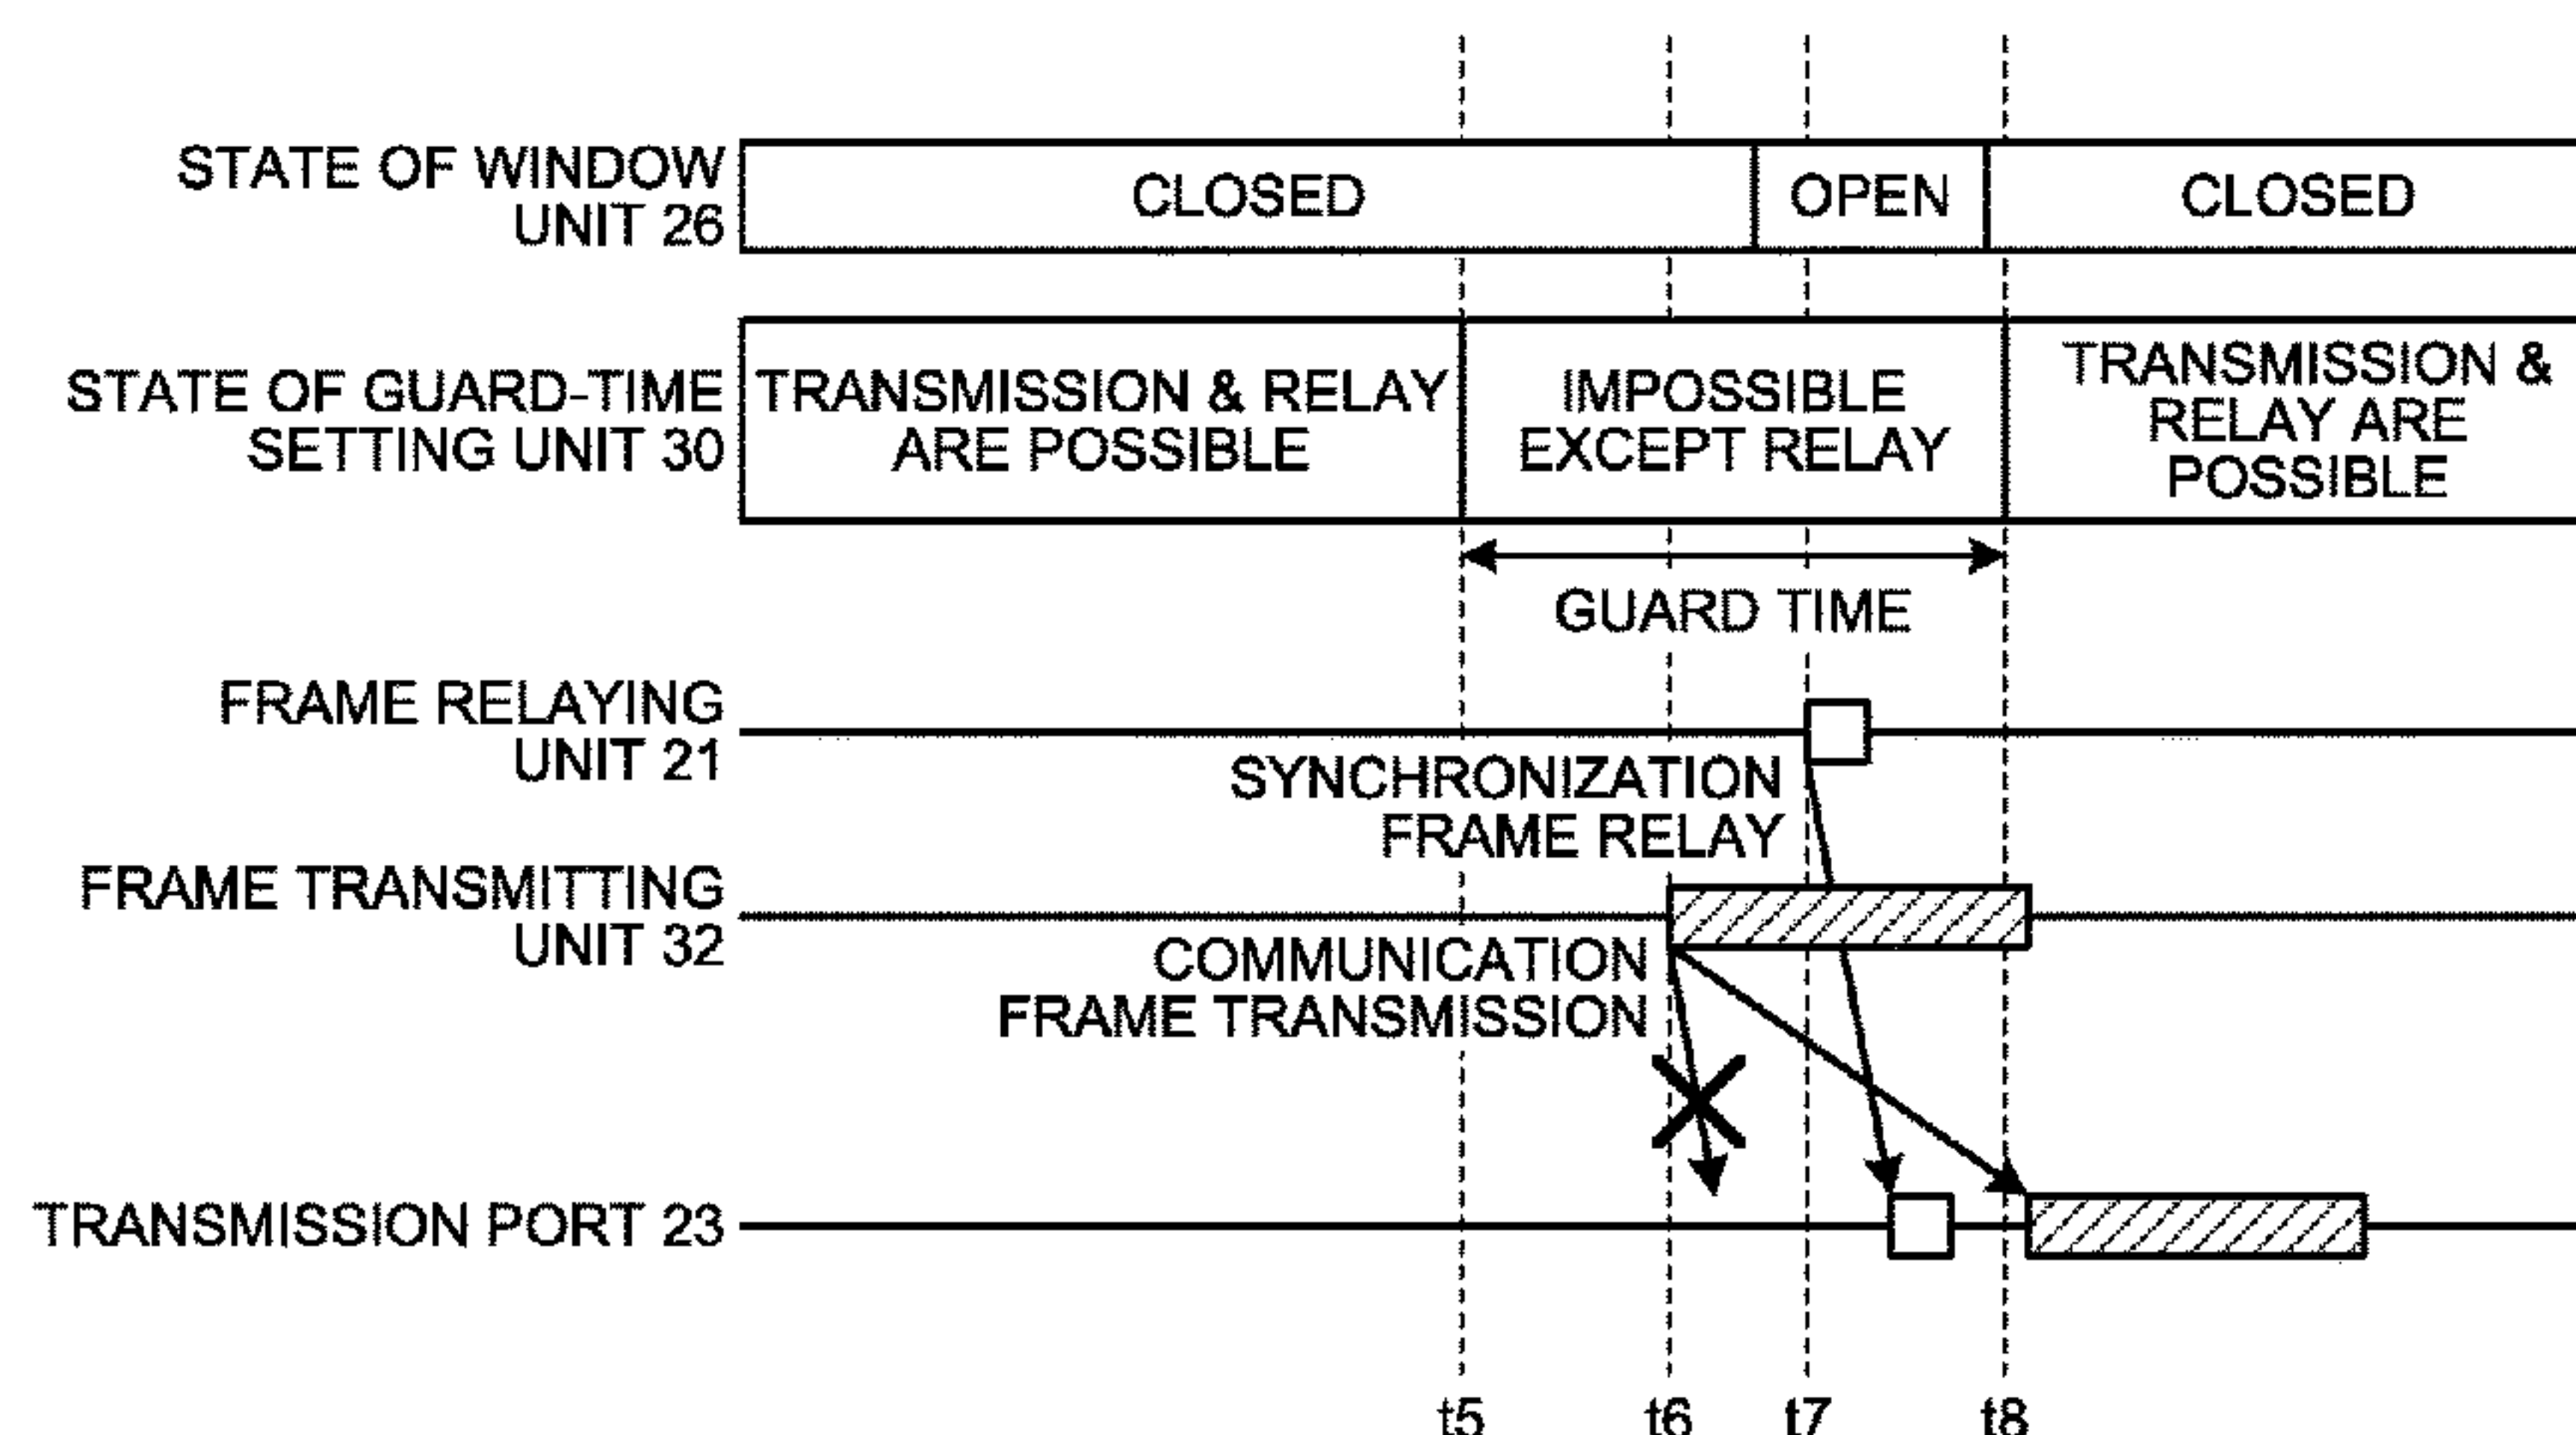 STATE OF WINDOW
UNIT 26
CLOSED
OPEN
CLOSED
STATE OF GUARD-TIME
SETTING UNIT 30
TRANSMISSION & RELAY
ARE POSSIBLE
IMPOSSIBLE
EXCEPT RELAY
TRANSMISSION &
RELAY ARE
POSSIBLE
GUARD TIME
FRAME RELAYING
UNIT 21
SYNCHRONIZATION
FRAME RELAY
FRAME TRANSMITTING
UNIT 32
COMMUNICATION
FRAME TRANSMISSION
TRANSMISSION PORT 23
t5
t6
t7
t8